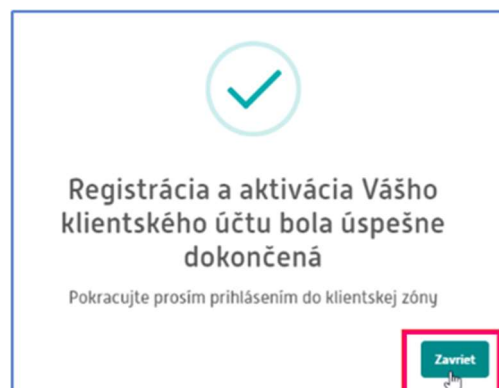 Registrácia a aktivácia Vášho
klientského účtu bola úspešne
dokončená
Pokracujte prosím prihlásením do klientskej zóny
Zavriet